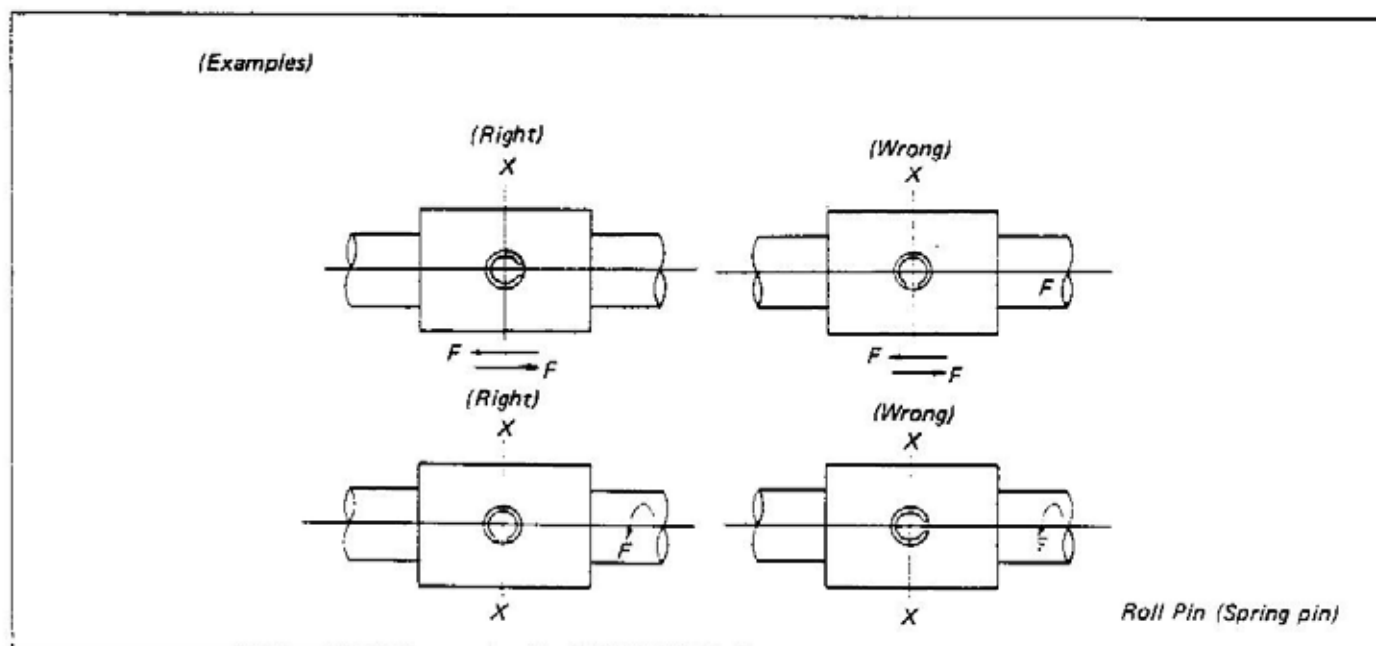 (Examples)
(Right)
X
(Wrong)
X
F
F
F
F
F
(Right)
X
(Wrong)
X
F
F
X
X
Roll Pin (Spring pin)